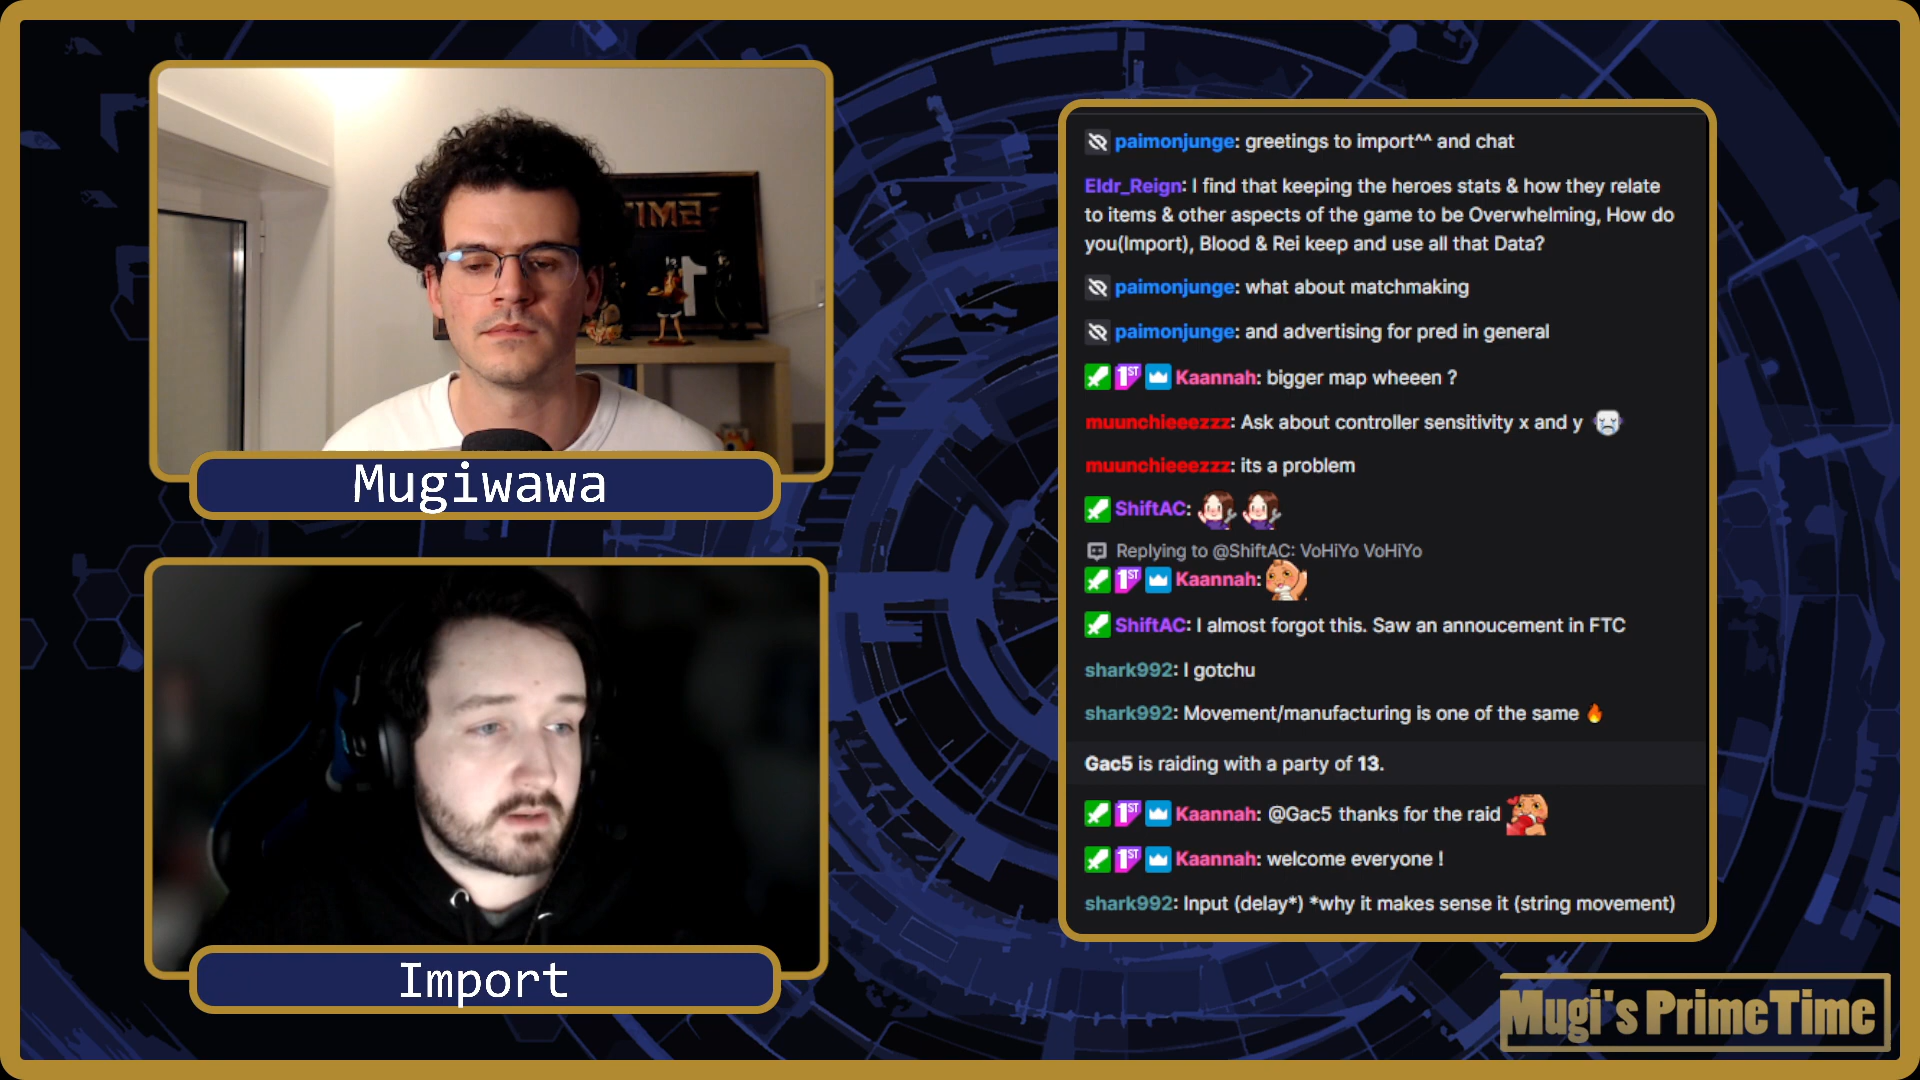 Mugiwawa
Import
paimonjunge: greetings to import^^ and chat
Eldr_Reign: I find that keeping the heroes stats & how they relate
to items & other aspects of the game to be Overwhelming, How do
you(Import), Blood & Rei keep and use all that Data?
paimonjunge: what about matchmaking
paimonjunge: and advertising for pred in general
1ST Kaannah: bigger map wheeen ?
muunchieeezzz: Ask about controller sensitivity x and y
muunchieeezzz: its a problem
ShiftAC:
Replying to @ShiftAC: VoHiYo VoHiYo
1ST Kaannah:
ShiftAC: I almost forgot this. Saw an annoucement in FTC
shark992: I gotchu
shark992: Movement/manufacturing is one of the same 🔥
Gac5 is raiding with a party of 13.
1ST Kaannah: @Gac5 thanks for the raid
1ST Kaannah: welcome everyone !
shark992: Input (delay*) *why it makes sense it (string movement)
Mugi's PrimeTime